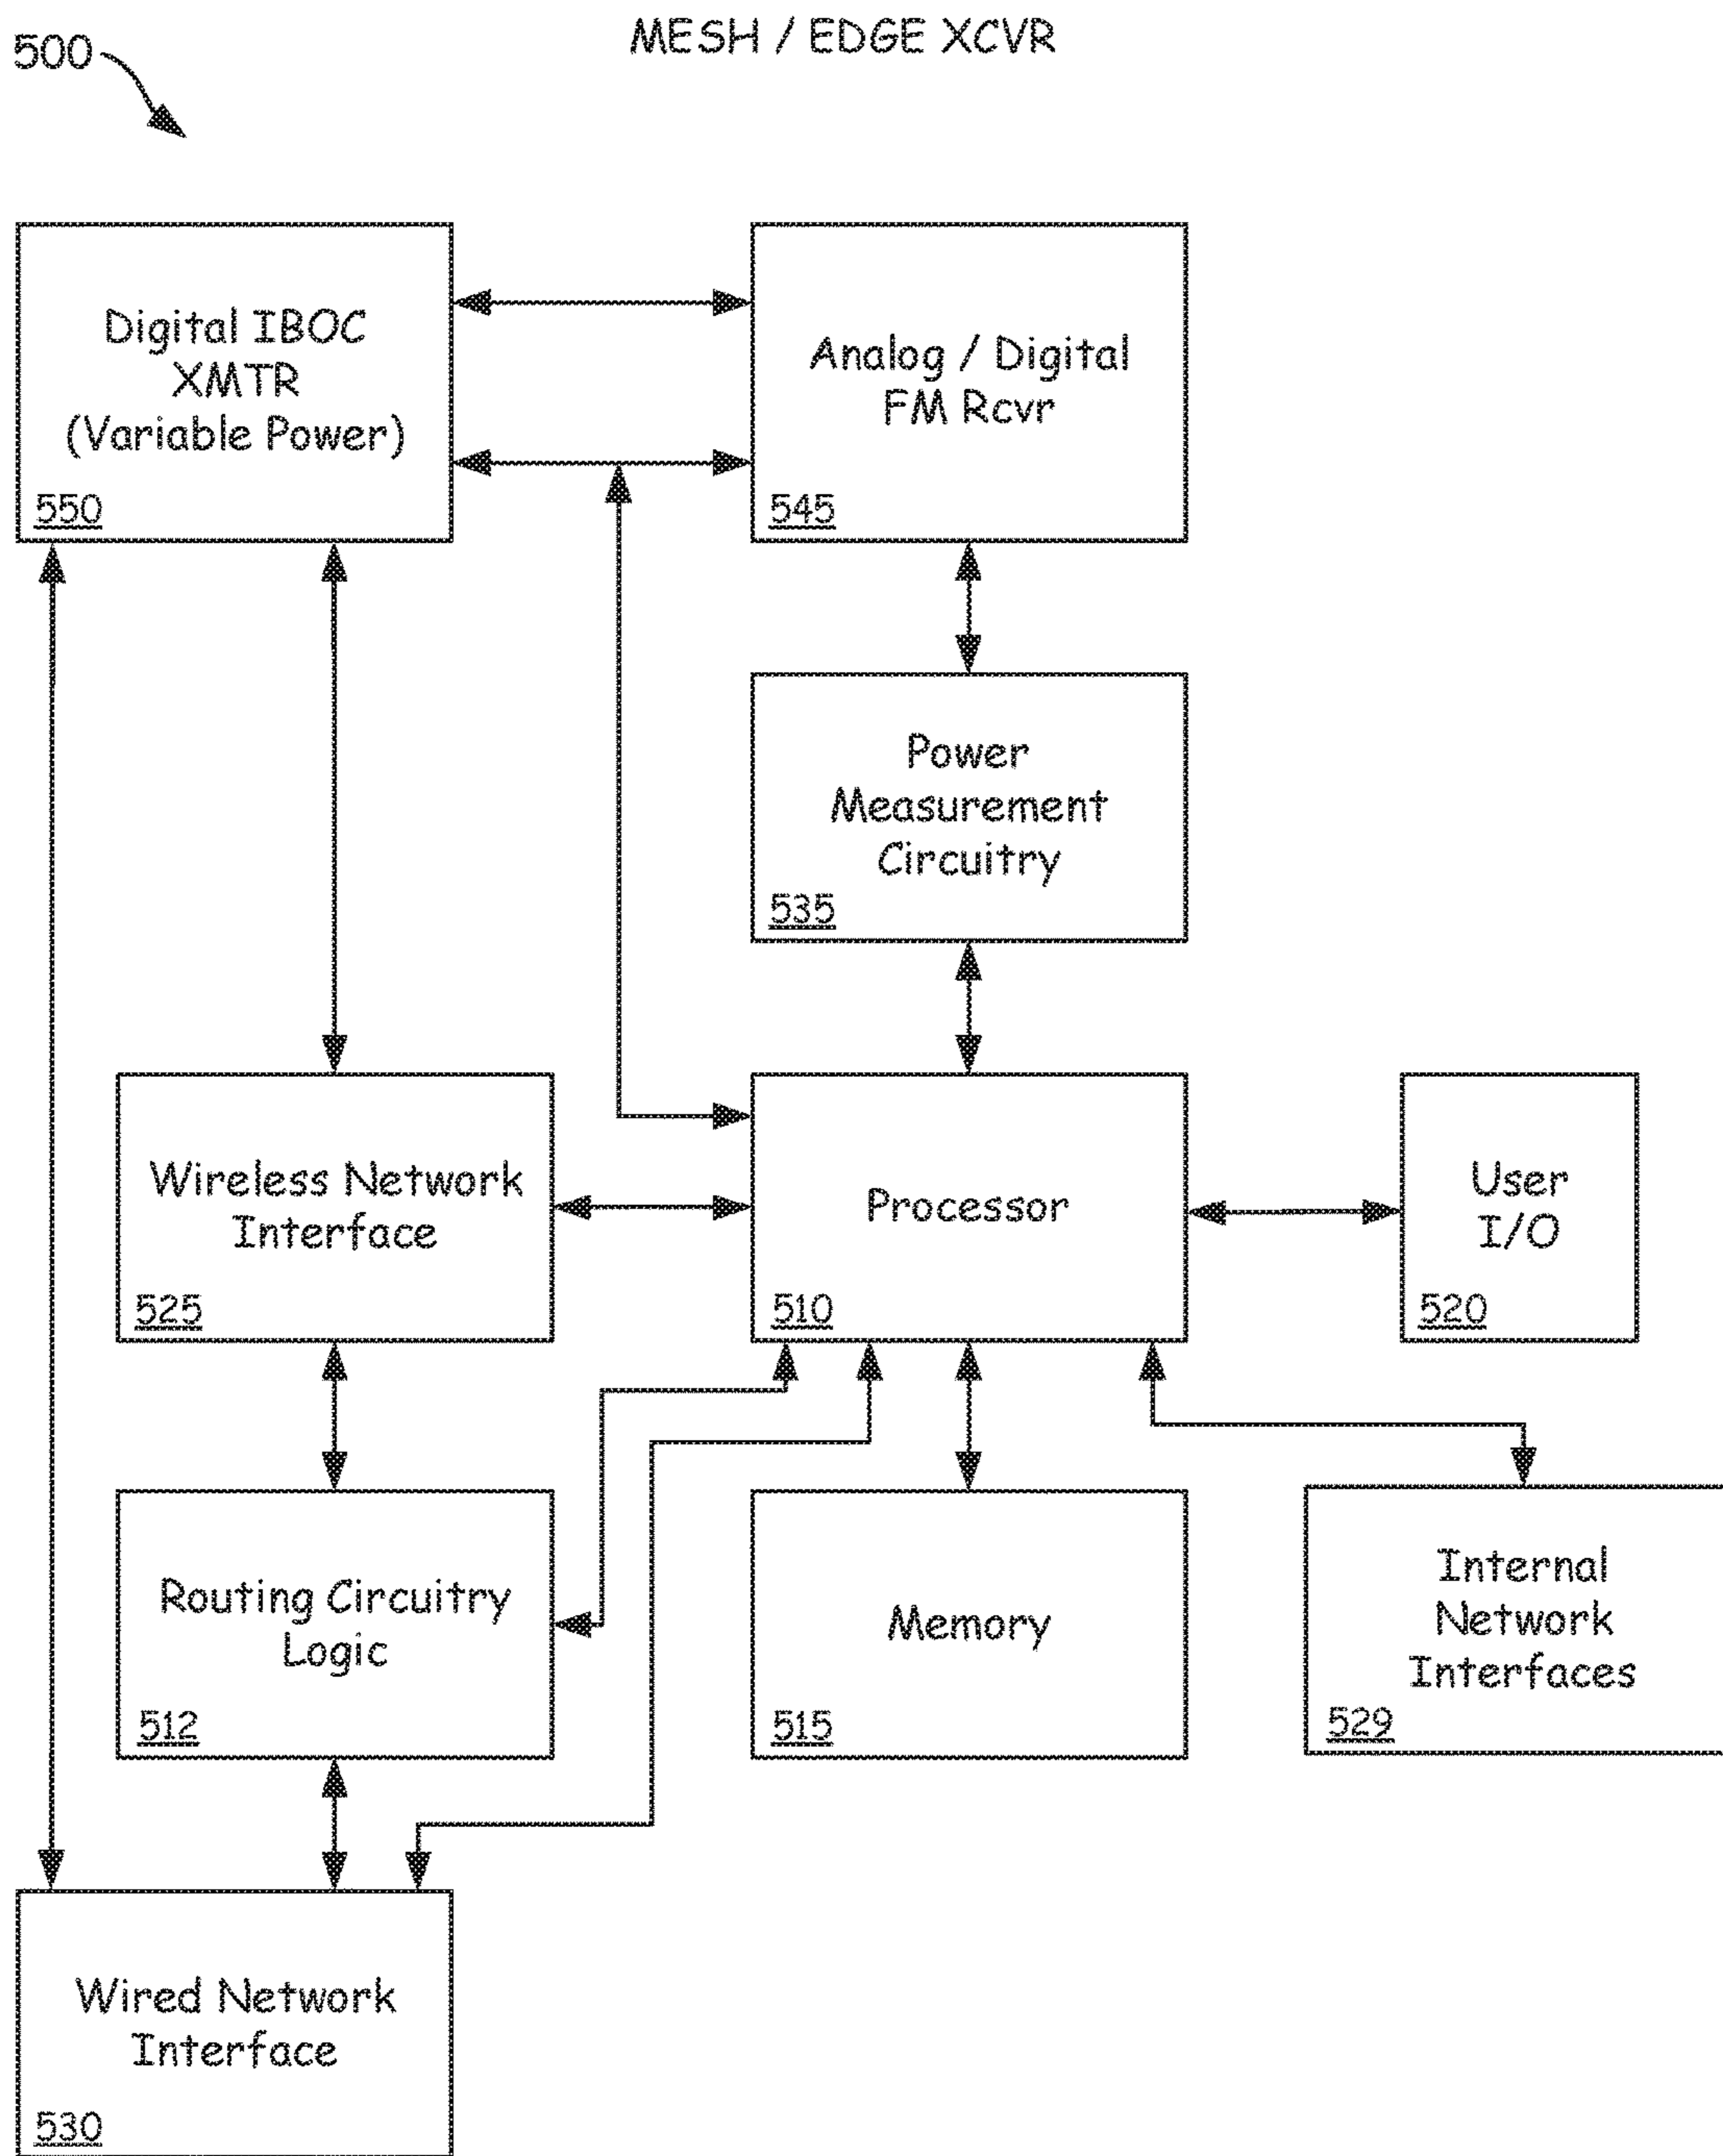 MESH / EDGE XCVR
500
Digital IBOC
XMTR
(Variable Power)
550
Analog / Digital
FM Rcvr
545
Power
Measurement
Circuitry
535
Wireless Network
Interface
525
Processor
510
User
I/O
520
Routing Circuitry
Logic
512
Memory
515
Internal
Network
Interfaces
529
Wired Network
Interface
530